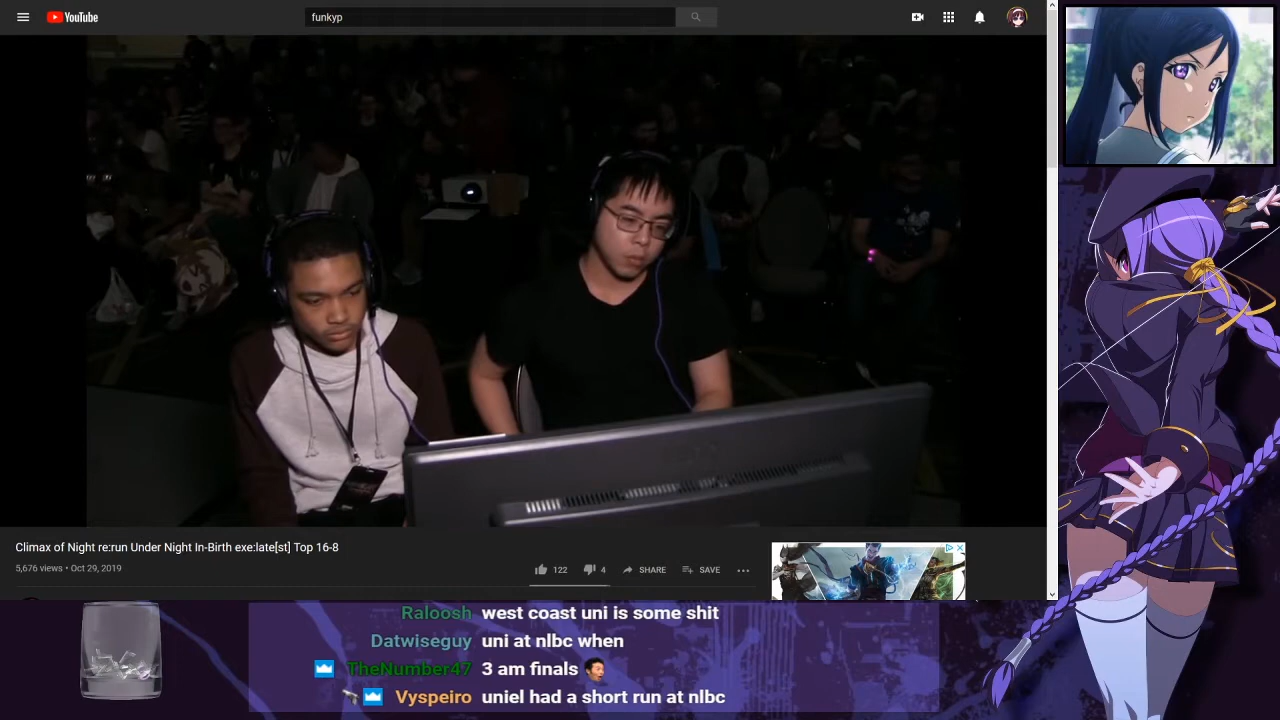 YouTube
funkyp
Climax of Night re:run Under Night In-Birth exe:late[st] Top 16-8
5,676 views • Oct 29, 2019
122
4
SHARE
SAVE
Raloosh west coast uni is some shit
Datwiseguy uni at nlbc when
TheNumber47 3 am finals
Vyspeiro uniel had a short run at nlbc